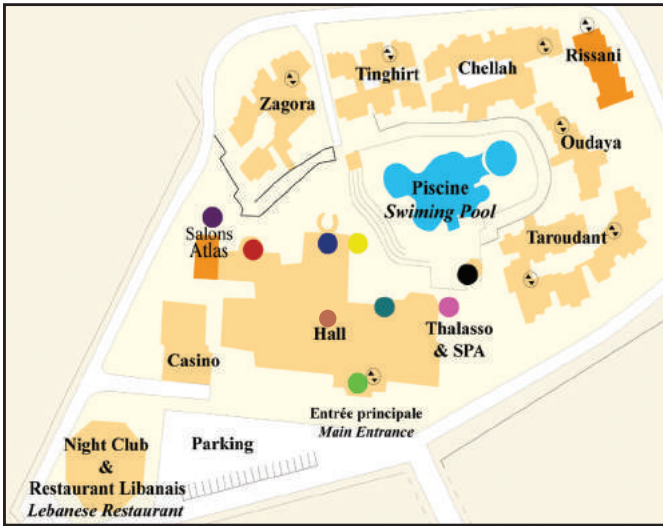 Rissani
Tinghirt
Chellah
Zagora
Oudaya
Piscine
Swiming Pool
Salons
Atlas
Taroudant
Hall
Thalasso
& SPA
Casino
Entrée principale
Main Entrance
Night Club
&
Restaurant Libanais
Lebanese Restaurant
Parking